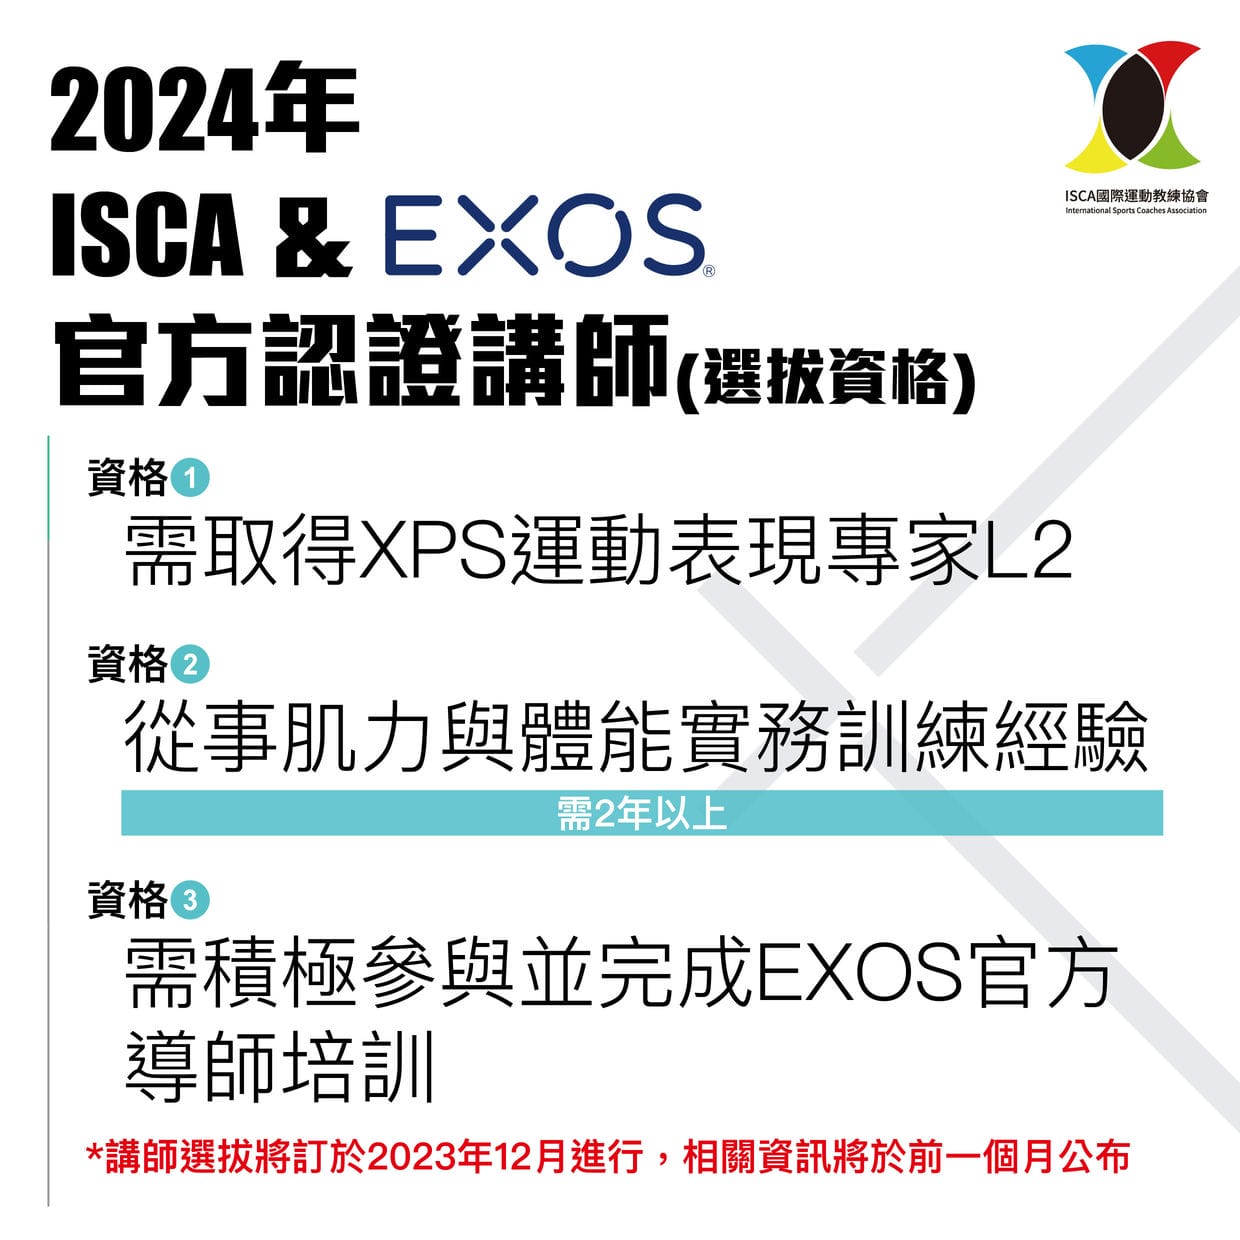 2024年
ISCA & EXOS®
官方認證講師(選拔資格)
ISCA國際運動教練協會
International Sports Coaches Association
資格1
需取得XPS運動表現專家L2
資格2
從事肌力與體能實務訓練經驗
需2年以上
資格3
需積極參與並完成EXOS官方
導師培訓
*講師選拔將訂於2023年12月進行，相關資訊將於前一個月公布